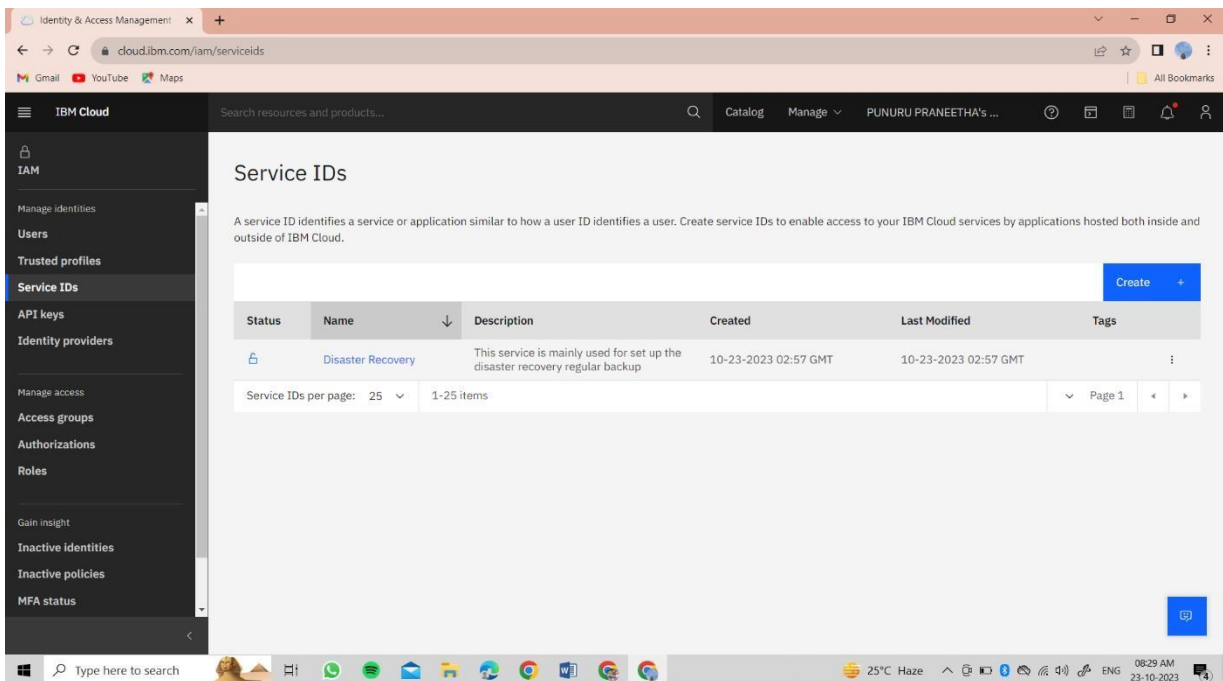 Identity & Access Management
cloud.ibm.com/iam/serviceids
Gmail YouTube Maps All Bookmarks
IBM Cloud Search resources and products... Catalog Manage PUNURU PRANEETHA's ...
IAM
Service IDs
Manage identities
A service ID identifies a service or application similar to how a user ID identifies a user. Create service IDs to enable access to your IBM Cloud services by applications hosted both inside and
outside of IBM Cloud.
Users
Trusted profiles
Service IDs
API keys
Identity providers
Create +
Status Name Description Created Last Modified Tags
Disaster Recovery This service is mainly used for set up the 10-23-2023 02:57 GMT 10-23-2023 02:57 GMT
disaster recovery regular backup
Service IDs per page: 25 1-25 items Page 1
Manage access
Access groups
Authorizations
Roles
Gain insight
Inactive identities
Inactive policies
MFA status
Type here to search 25°C Haze ENG 08:29 AM
23-10-2023 4